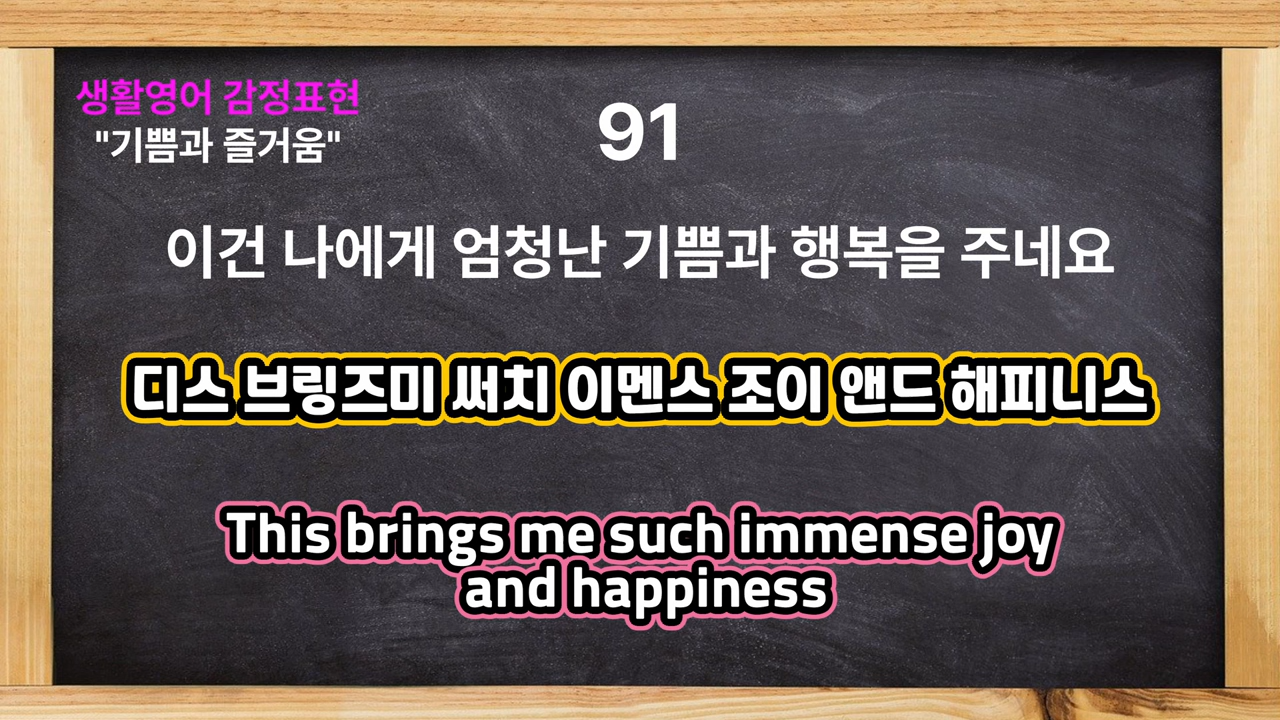 생활영어 감정표현
"기쁨과 즐거움"
91
이건 나에게 엄청난 기쁨과 행복을 주네요
디스 브링즈미 써치 이멘스 조이 앤드 해피니스
This brings me such immense joy
and happiness